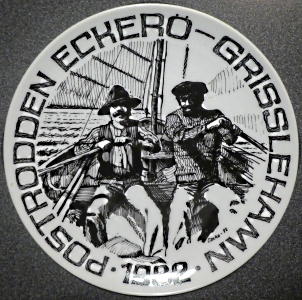 POSTRODDEN ECKERÖ-GRISSLEHAMN
· 1982 ·